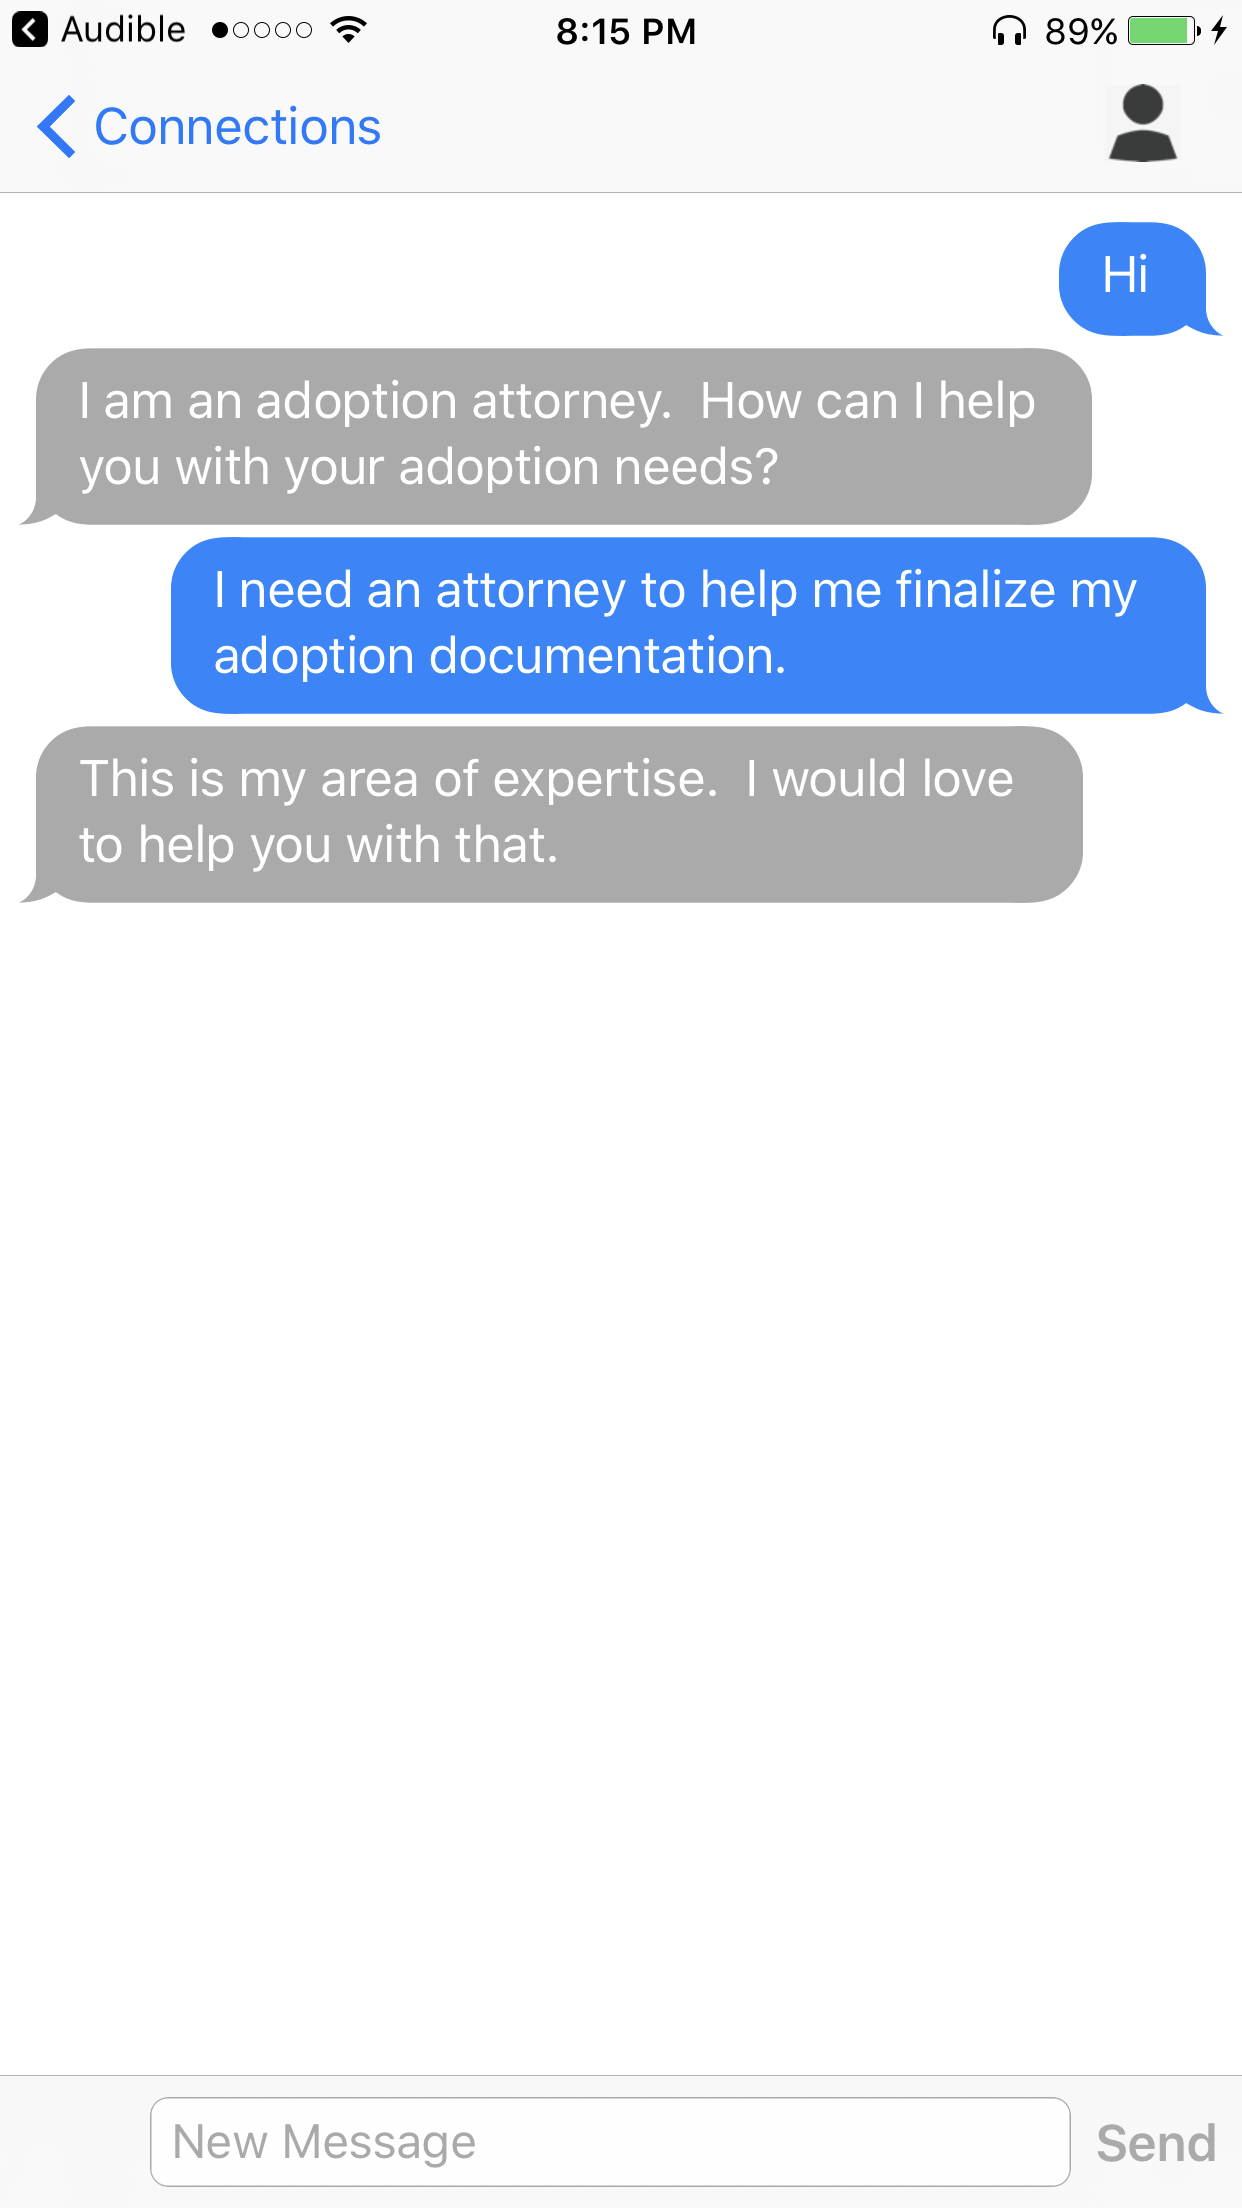 Audible
8:15 PM
89%
Connections
Hi
I am an adoption attorney.  How can I help
you with your adoption needs?
I need an attorney to help me finalize my
adoption documentation.
This is my area of expertise.  I would love
to help you with that.
New Message
Send